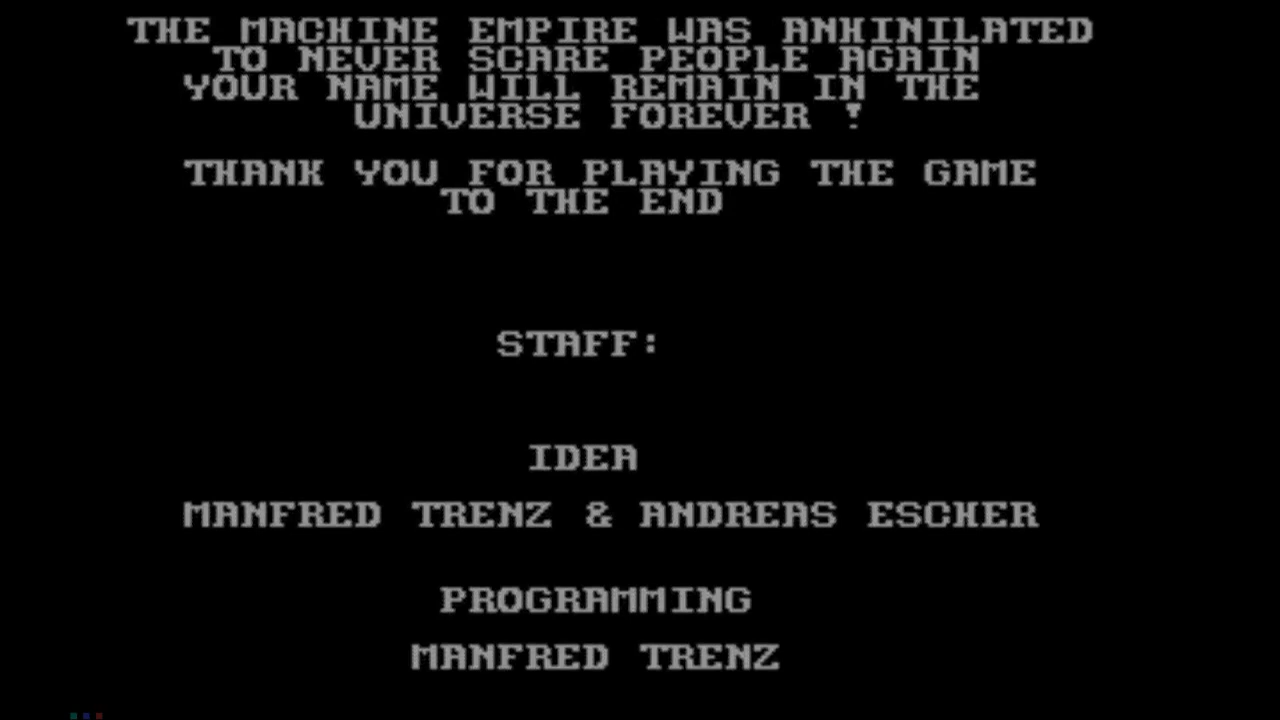 THE MACHINE EMPIRE WAS ANHINILATED
TO NEVER SCARE PEOPLE AGAIN
YOUR NAME WILL REMAIN IN THE
UNIVERSE FOREVER !
THANK YOU FOR PLAYING THE GAME
TO THE END
STAFF:
IDEA
MANFRED TRENZ & ANDREAS ESCHER
PROGRAMMING
MANFRED TRENZ